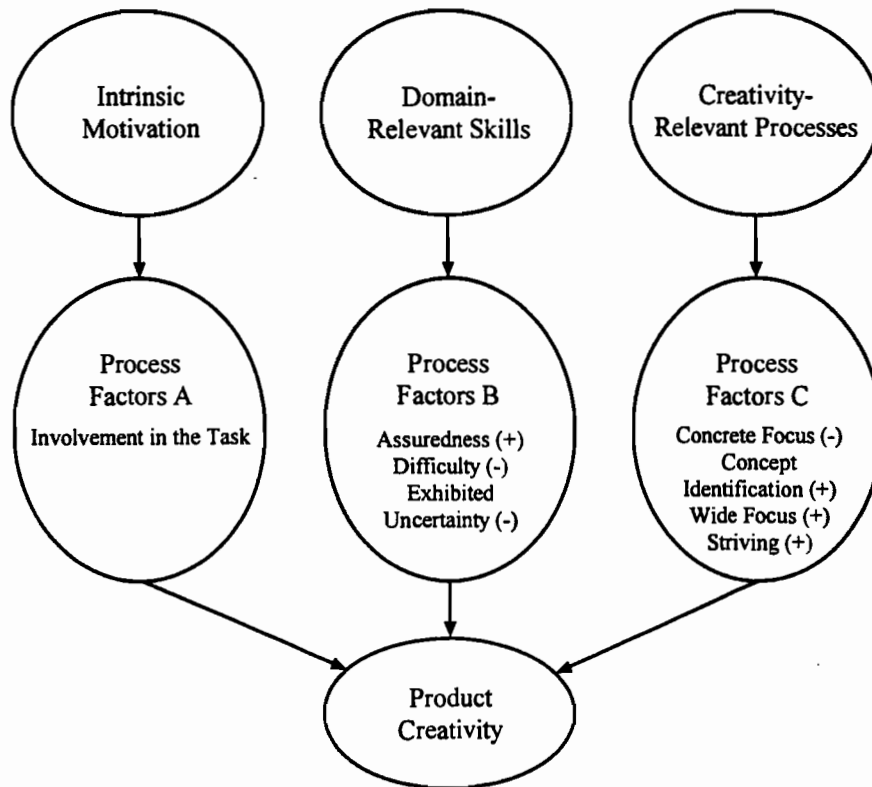 Intrinsic
Motivation
Domain-
Relevant Skills
Creativity-
Relevant Processes
Process
Factors A
Involvement in the Task
Process
Factors B
Assuredness (+)
Difficulty (-)
Exhibited
Uncertainty (-)
Process
Factors C
Concrete Focus (-)
Concept
Identification (+)
Wide Focus (+)
Striving (+)
Product
Creativity